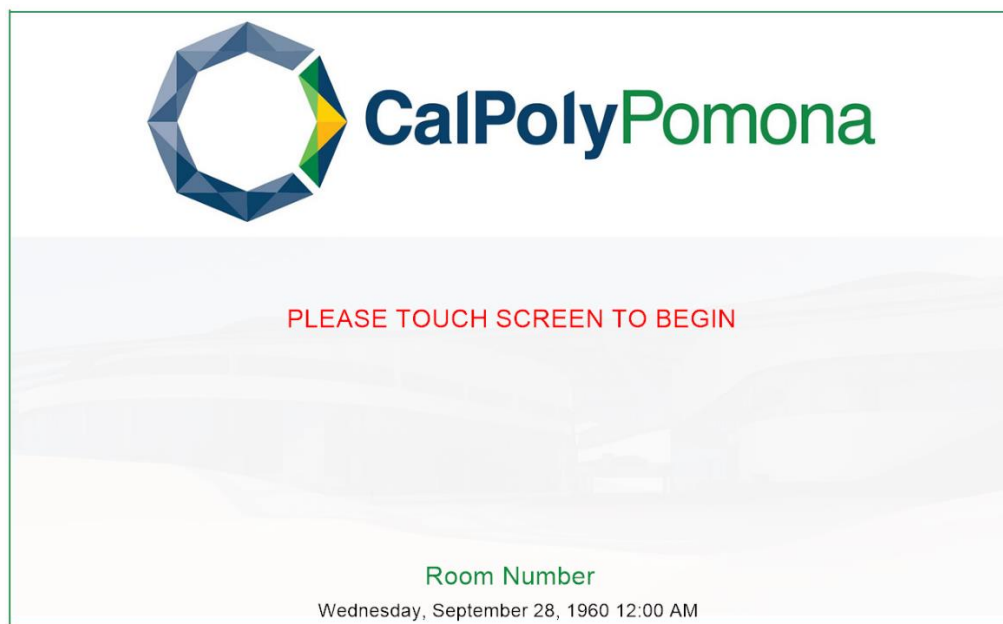 CalPolyPomona
PLEASE TOUCH SCREEN TO BEGIN
Room Number
Wednesday, September 28, 1960 12:00 AM